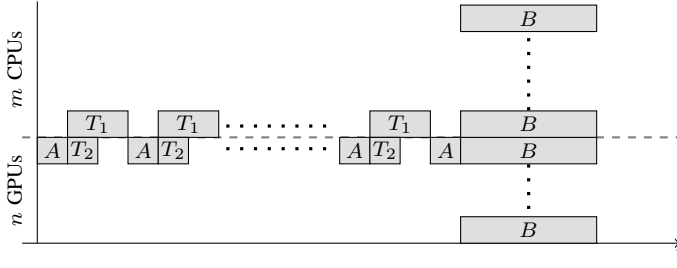 B
m CPUs
T₁ T₁ T₁ B
A T₂ A T₂ A T₂ A B
n GPUs
B